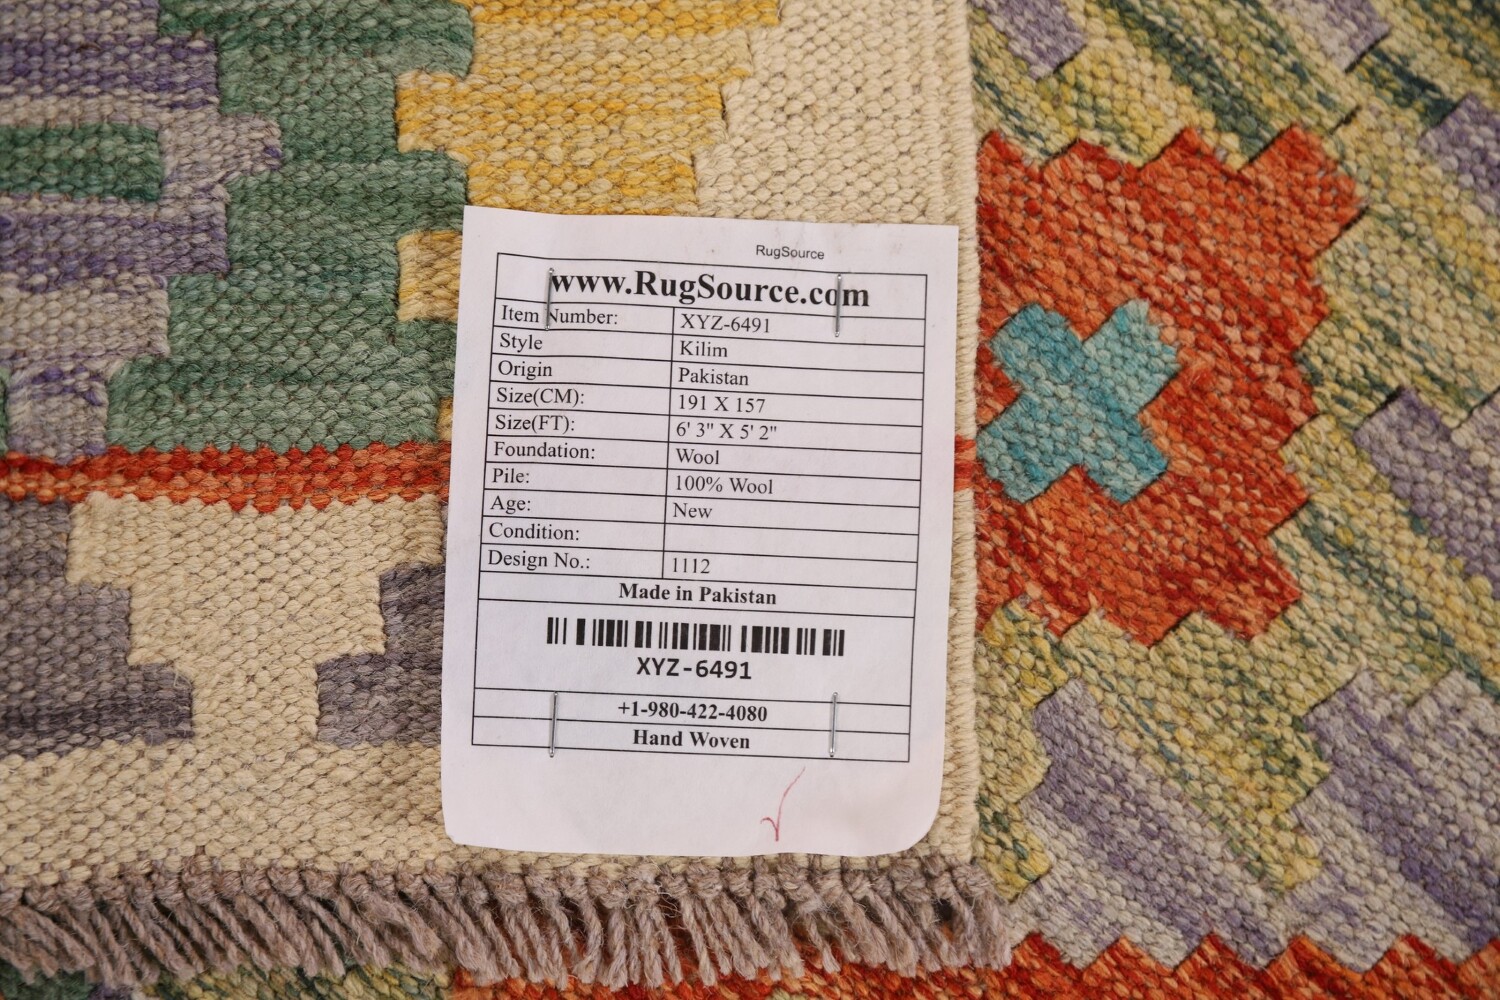 RugSource
www.RugSource.com
Item Number: XYZ-6491
Style Kilim
Origin Pakistan
Size(CM): 191 X 157
Size(FT): 6' 3" X 5' 2"
Foundation: Wool
Pile: 100% Wool
Age: New
Condition:
Design No.: 1112
Made in Pakistan
XYZ-6491
+1-980-422-4080
Hand Woven